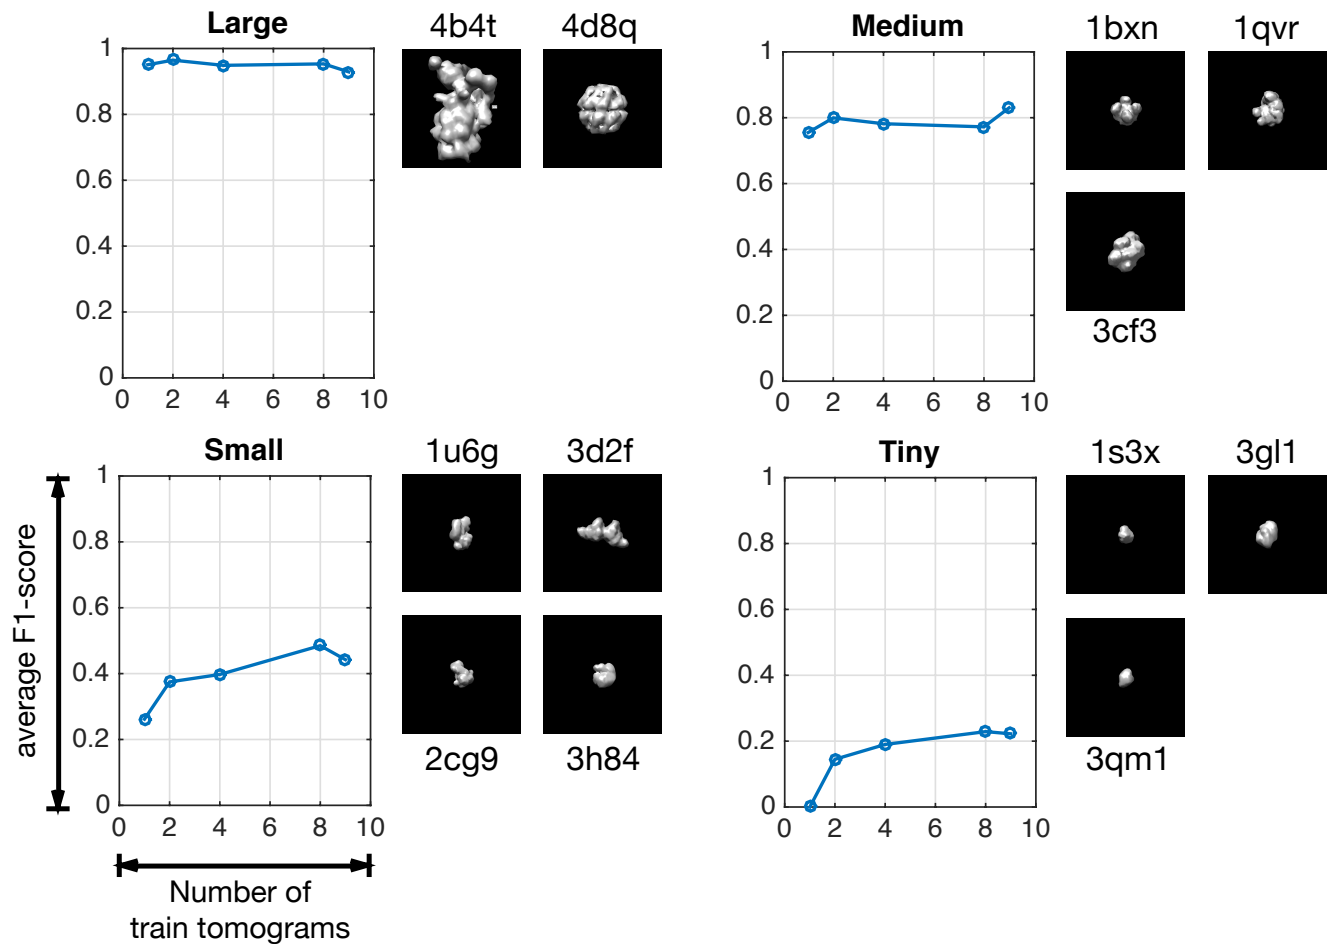 Large
4b4t
4d8q
1
0.8
0.6
0.4
0.2
0
0 2 4 6 8 10
Medium
1bxn
1qvr
3cf3
1
0.8
0.6
0.4
0.2
0
0 2 4 6 8 10
Small
1u6g
3d2f
2cg9
3h84
average F1-score
1
0.8
0.6
0.4
0.2
0
0 2 4 6 8 10
Number of
train tomograms
Tiny
1s3x
3gl1
3qm1
1
0.8
0.6
0.4
0.2
0
0 2 4 6 8 10